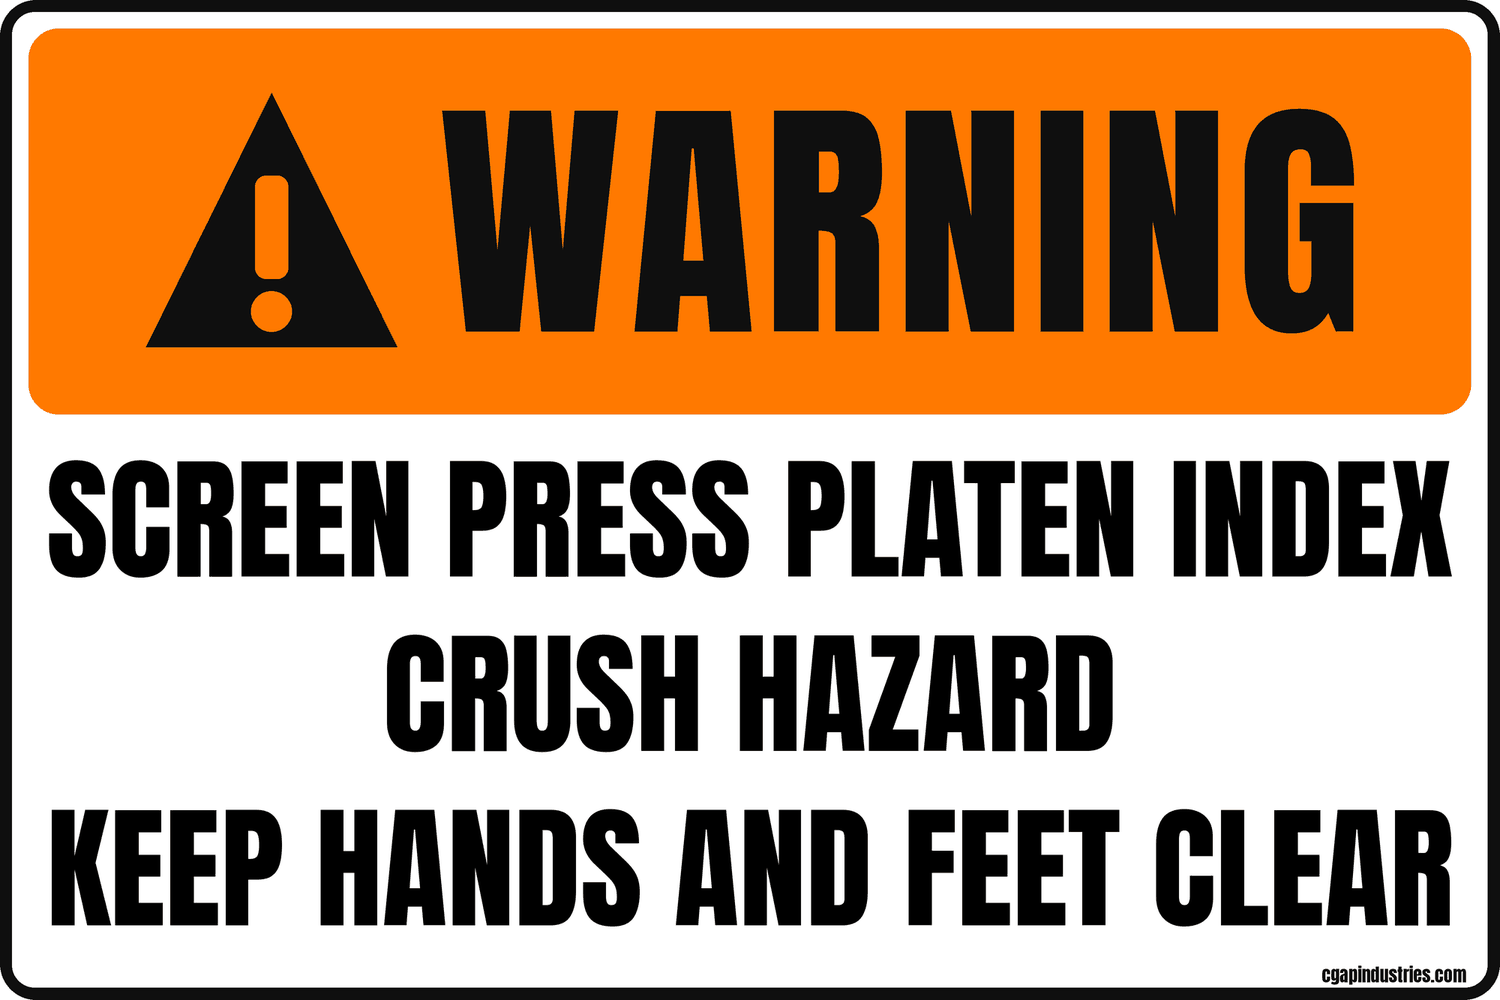 WARNING
SCREEN PRESS PLATEN INDEX
CRUSH HAZARD
KEEP HANDS AND FEET CLEAR
cgapindustries.com